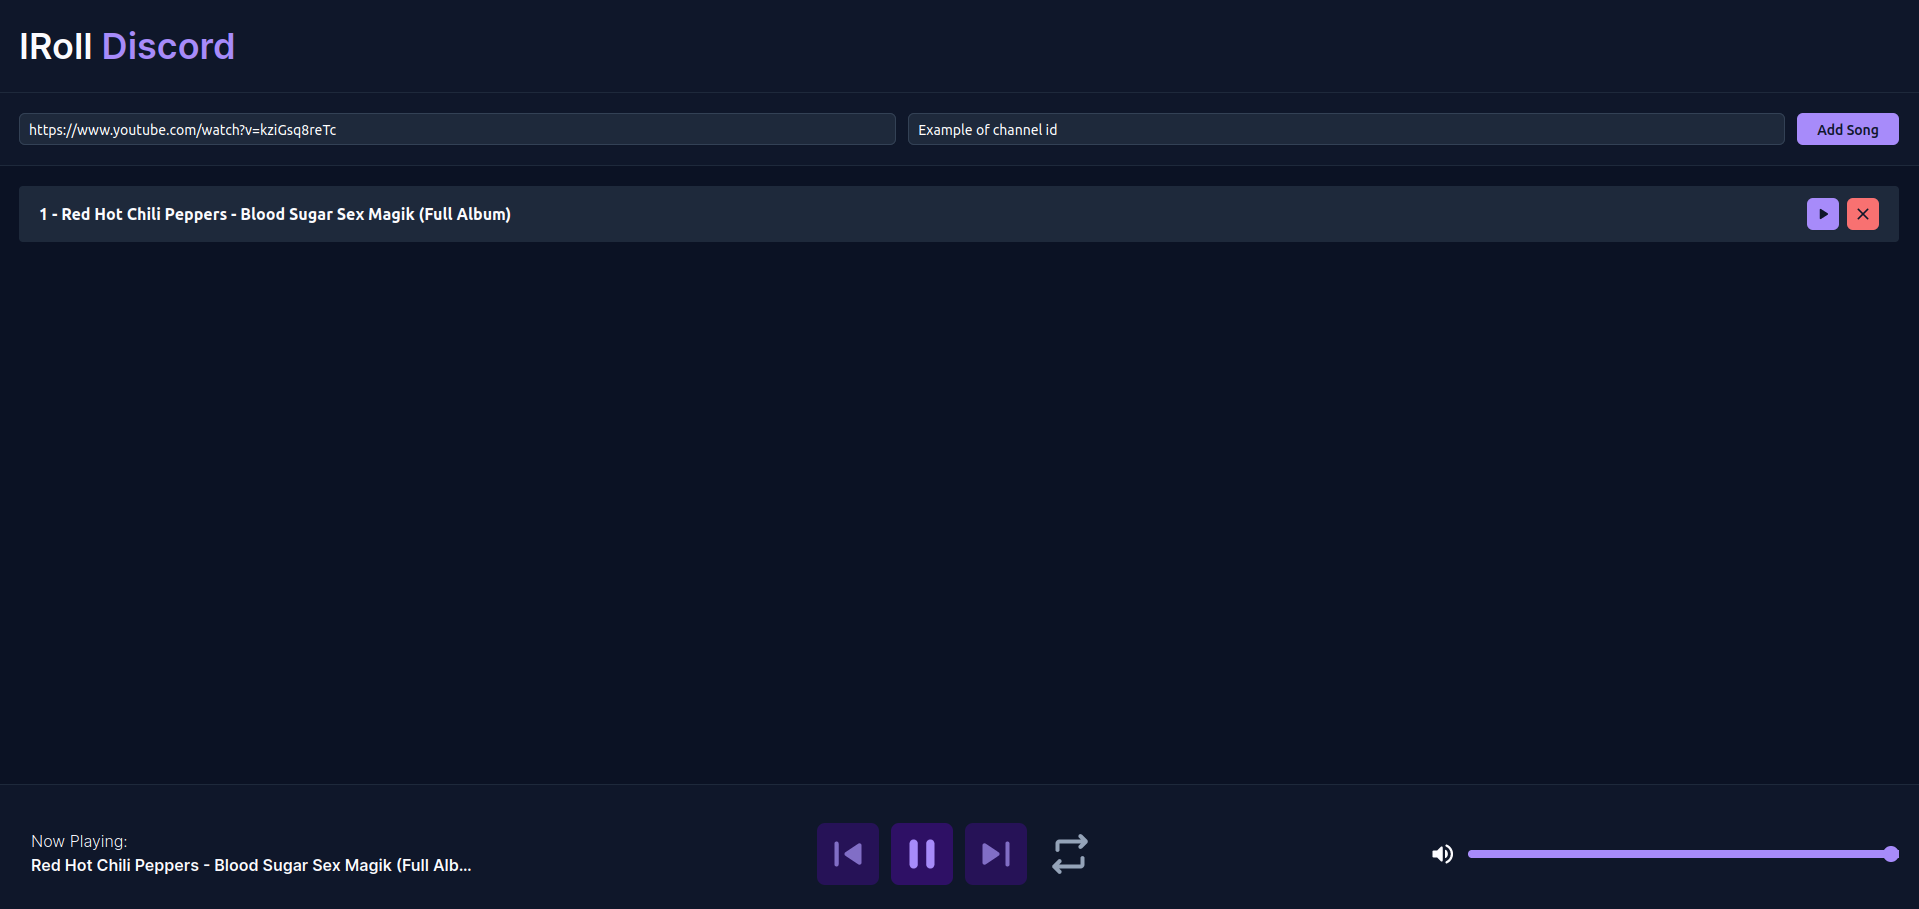 IRoll Discord
https://www.youtube.com/watch?v=kziGsq8reTc
Example of channel id
Add Song
1 - Red Hot Chili Peppers - Blood Sugar Sex Magik (Full Album)
Now Playing:
Red Hot Chili Peppers - Blood Sugar Sex Magik (Full Alb...